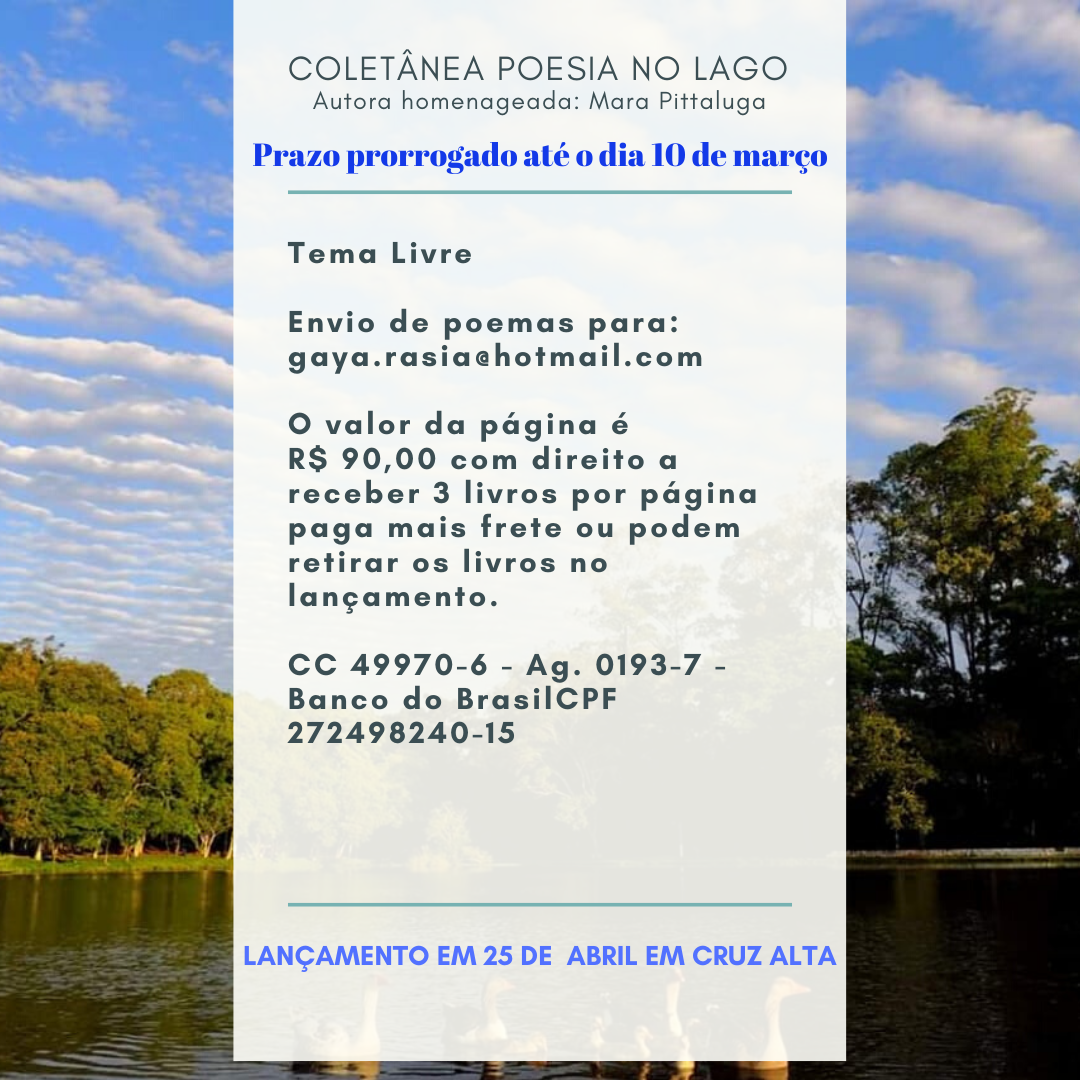 COLETÂNEA POESIA NO LAGO
Autora homenageada: Mara Pittaluga
Prazo prorrogado até o dia 10 de março
Tema Livre
Envio de poemas para:
gaya.rasia@hotmail.com
O valor da página é
R$ 90,00 com direito a
receber 3 livros por página
paga mais frete ou podem
retirar os livros no
lançamento.
CC 49970-6 - Ag. 0193-7 -
Banco do BrasilCPF
272498240-15
LANÇAMENTO EM 25 DE  ABRIL EM CRUZ ALTA